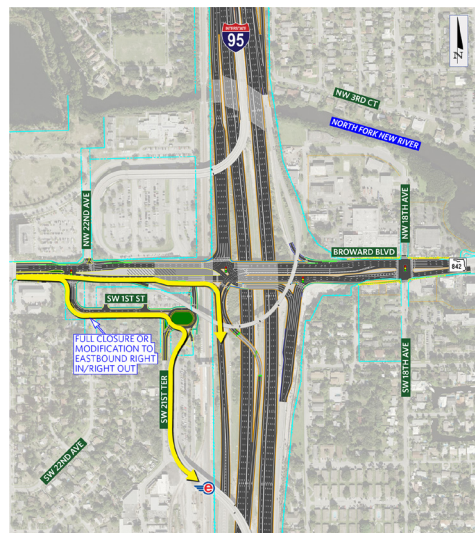 INTERSTATE
95
N
NW 3RD CT
NORTH FORK NEW RIVER
NW 22ND AVE
NW 18TH AVE
BROWARD BLVD
842
SW 1ST ST
FULL CLOSURE OR
MODIFICATION TO
EASTBOUND RIGHT
IN/RIGHT OUT
SW 21ST TER
SW 18TH AVE
SW 22ND AVE
e